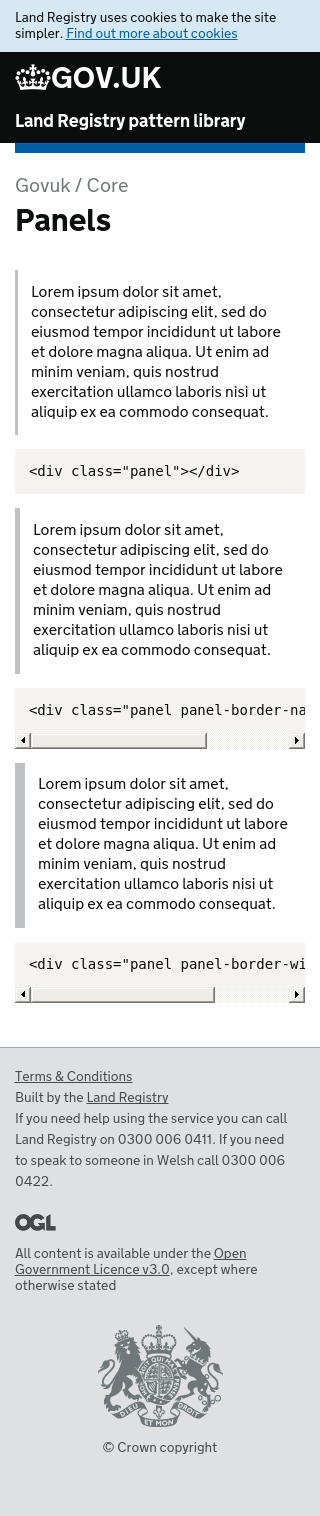 Land Registry uses cookies to make the site
simpler. Find out more about cookies
GOV.UK
Land Registry pattern library
Govuk / Core
Panels
Lorem ipsum dolor sit amet,
consectetur adipiscing elit, sed do
eiusmod tempor incididunt ut labore
et dolore magna aliqua. Ut enim ad
minim veniam, quis nostrud
exercitation ullamco laboris nisi ut
aliquip ex ea commodo consequat.
<div class="panel"></div>
Lorem ipsum dolor sit amet,
consectetur adipiscing elit, sed do
eiusmod tempor incididunt ut labore
et dolore magna aliqua. Ut enim ad
minim veniam, quis nostrud
exercitation ullamco laboris nisi ut
aliquip ex ea commodo consequat.
<div class="panel panel-border-na
Lorem ipsum dolor sit amet,
consectetur adipiscing elit, sed do
eiusmod tempor incididunt ut labore
et dolore magna aliqua. Ut enim ad
minim veniam, quis nostrud
exercitation ullamco laboris nisi ut
aliquip ex ea commodo consequat.
<div class="panel panel-border-wi
Terms & Conditions
Built by the Land Registry
If you need help using the service you can call
Land Registry on 0300 006 0411. If you need
to speak to someone in Welsh call 0300 006
0422.
OGL
All content is available under the Open
Government Licence v3.0, except where
otherwise stated
DIEU ET MON DROIT
© Crown copyright